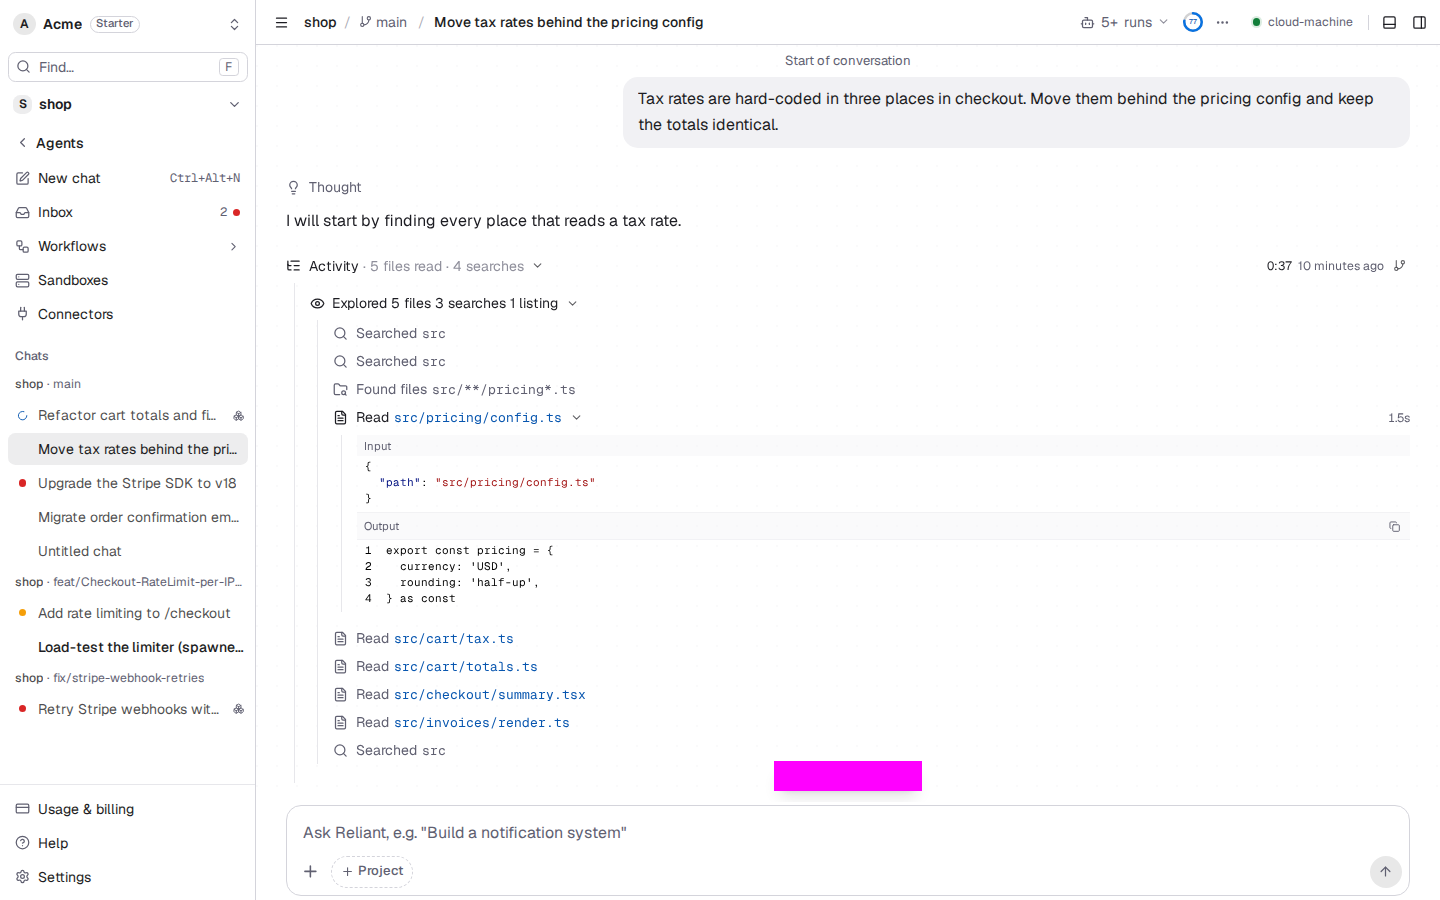 A Acme Starter
Find... F
S shop
Agents
New chat Ctrl+Alt+N
Inbox 2
Workflows
Sandboxes
Connectors
Chats
shop · main
Refactor cart totals and fi...
Move tax rates behind the pri...
Upgrade the Stripe SDK to v18
Migrate order confirmation em...
Untitled chat
shop · feat/Checkout-RateLimit-per-IP...
Add rate limiting to /checkout
Load-test the limiter (spawne...
shop · fix/stripe-webhook-retries
Retry Stripe webhooks wit...
Usage & billing
Help
Settings
shop / main / Move tax rates behind the pricing config
5+ runs 77 cloud-machine
Start of conversation
Tax rates are hard-coded in three places in checkout. Move them behind the pricing config and keep
the totals identical.
Thought
I will start by finding every place that reads a tax rate.
Activity · 5 files read · 4 searches 0:37 10 minutes ago
Explored 5 files 3 searches 1 listing
Searched src
Searched src
Found files src/**/pricing*.ts
Read src/pricing/config.ts 1.5s
Input
{
"path": "src/pricing/config.ts"
}
Output
1 export const pricing = {
2 currency: 'USD',
3 rounding: 'half-up',
4 } as const
Read src/cart/tax.ts
Read src/cart/totals.ts
Read src/checkout/summary.tsx
Read src/invoices/render.ts
Searched src
Ask Reliant, e.g. "Build a notification system"
+ Project